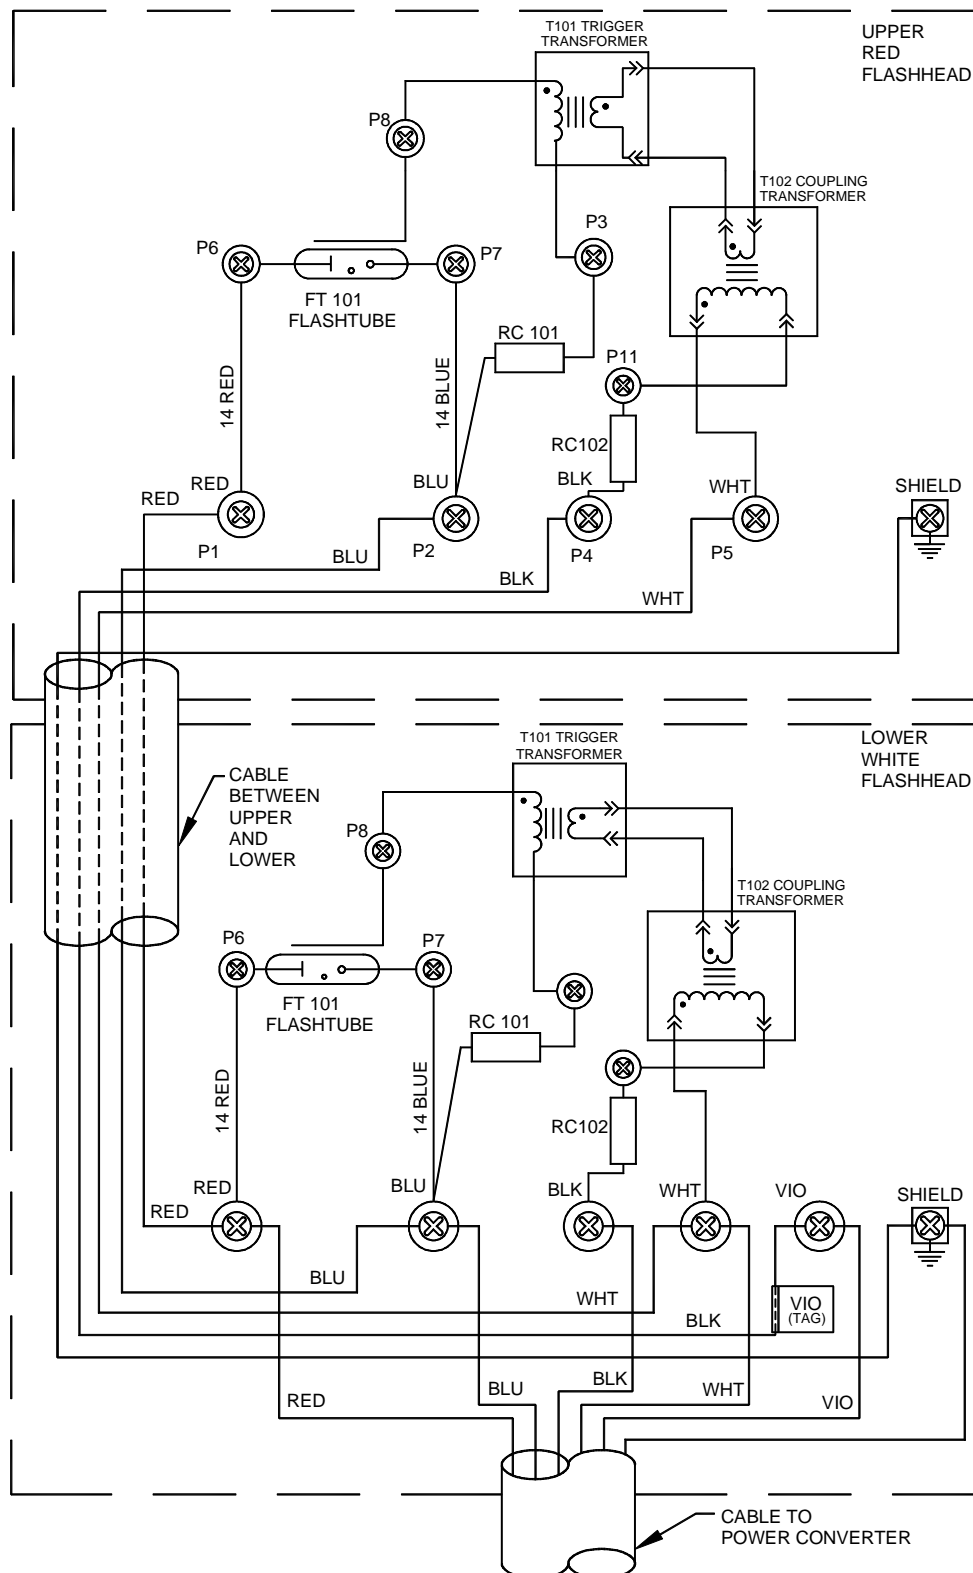 T101 TRIGGER
TRANSFORMER
UPPER
RED
FLASHHEAD
P8
T102 COUPLING
TRANSFORMER
P3
P6
P7
FT 101
FLASHTUBE
RC 101
P11
14 RED
14 BLUE
RC102
RED
BLU
BLK
WHT
SHIELD
RED
P1
BLU
P2
P4
P5
BLK
WHT
T101 TRIGGER
TRANSFORMER
LOWER
WHITE
FLASHHEAD
CABLE
BETWEEN
UPPER
AND
LOWER
P8
T102 COUPLING
TRANSFORMER
P6
P7
FT 101
FLASHTUBE
RC 101
14 RED
14 BLUE
RC102
RED
BLU
BLK
WHT
VIO
SHIELD
RED
BLU
WHT
BLK
VIO
(TAG)
RED
BLU
BLK
WHT
VIO
CABLE TO
POWER CONVERTER